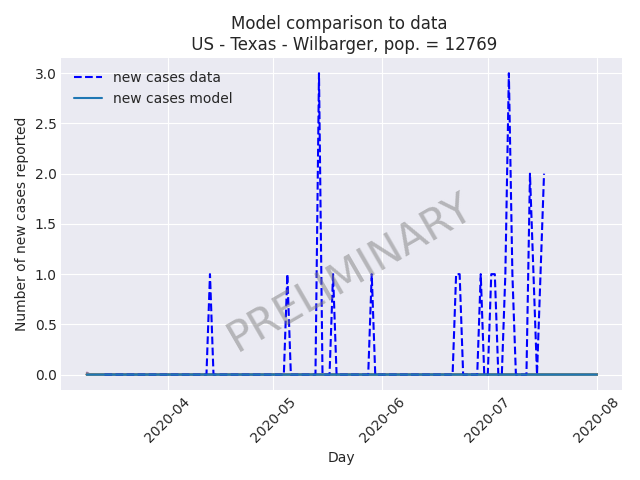 Model comparison to data
US - Texas - Wilbarger, pop. = 12769
new cases data
new cases model
Number of new cases reported
3.0
2.5
2.0
1.5
1.0
0.5
0.0
PRELIMINARY
2020-04
2020-05
2020-06
2020-07
2020-08
Day